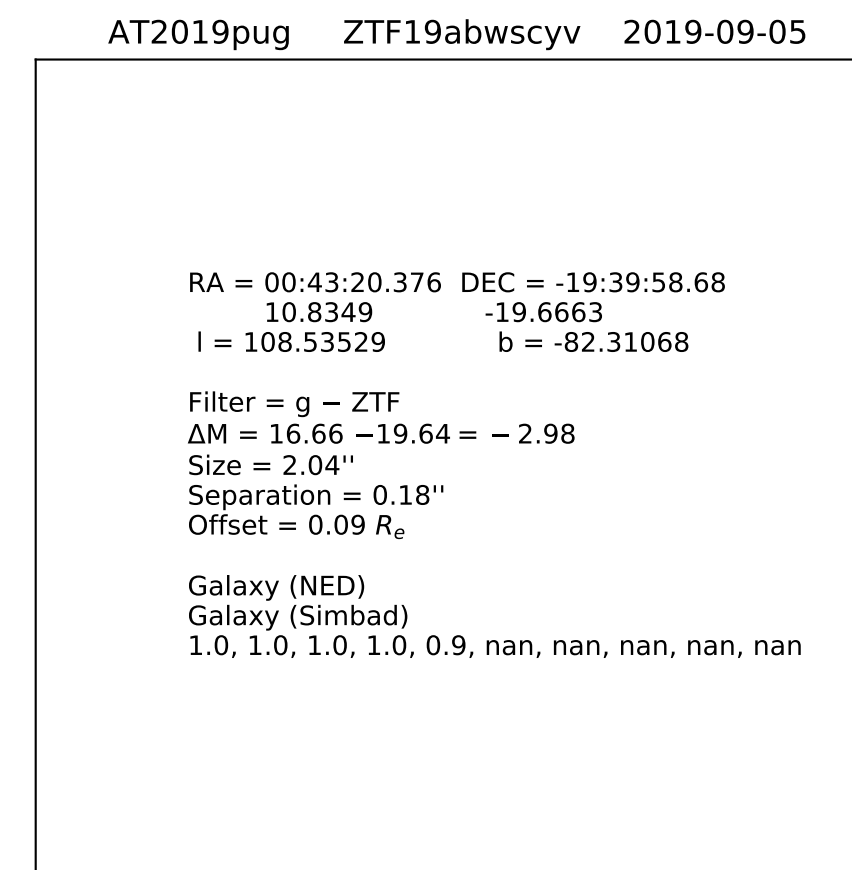 AT2019pug ZTF19abwscyv 2019-09-05
RA = 00:43:20.376 DEC = -19:39:58.68
10.8349 -19.6663
l = 108.53529 b = -82.31068
Filter = g − ZTF
ΔM = 16.66 −19.64 = − 2.98
Size = 2.04''
Separation = 0.18''
Offset = 0.09 Re
Galaxy (NED)
Galaxy (Simbad)
1.0, 1.0, 1.0, 1.0, 0.9, nan, nan, nan, nan, nan